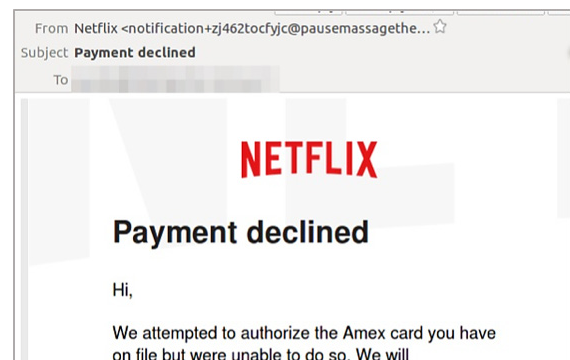 From Netflix <notification+zj462tocfyjc@pausemassagethe...
Subject Payment declined
To
NETFLIX
Payment declined
Hi,
We attempted to authorize the Amex card you have
on file but were unable to do so. We will